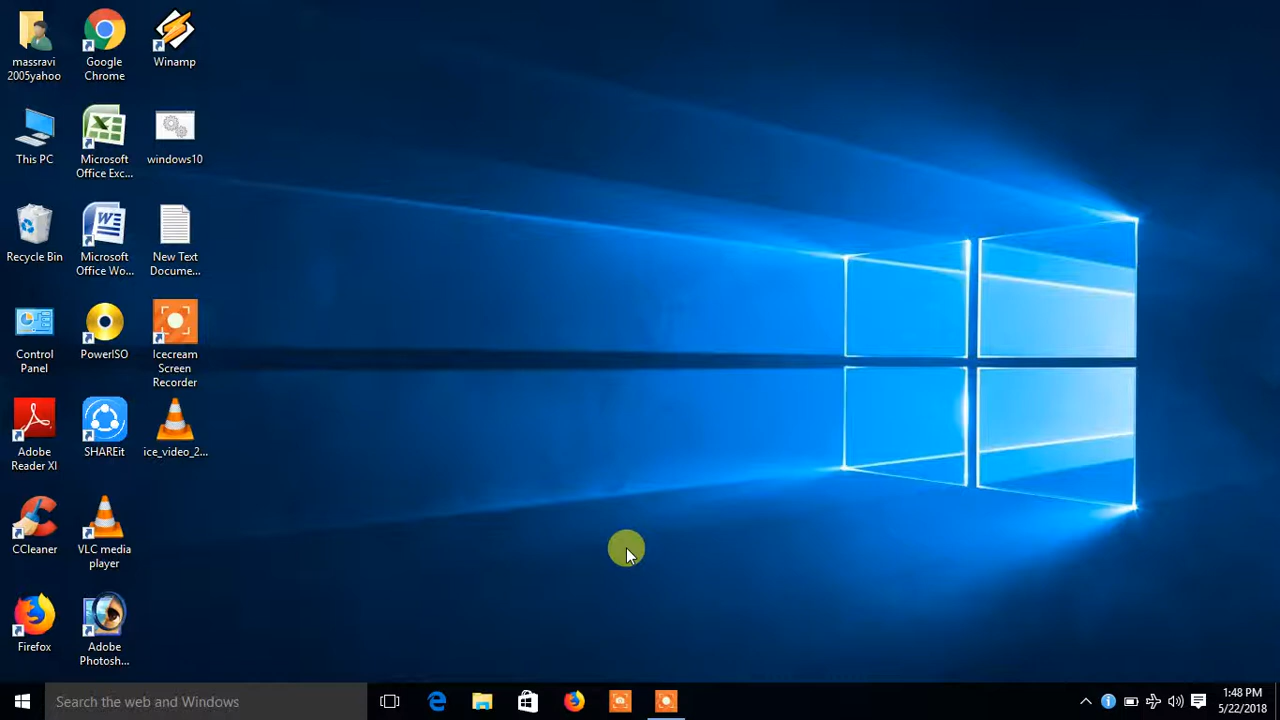 massravi
2005yahoo
Google
Chrome
Winamp
This PC
Microsoft
Office Exc...
windows10
Recycle Bin
Microsoft
Office Wo...
New Text
Docume...
Control
Panel
PowerISO
Icecream
Screen
Recorder
Adobe
Reader XI
SHAREit
ice_video_2...
CCleaner
VLC media
player
Firefox
Adobe
Photosh...
Search the web and Windows
1:48 PM
5/22/2018